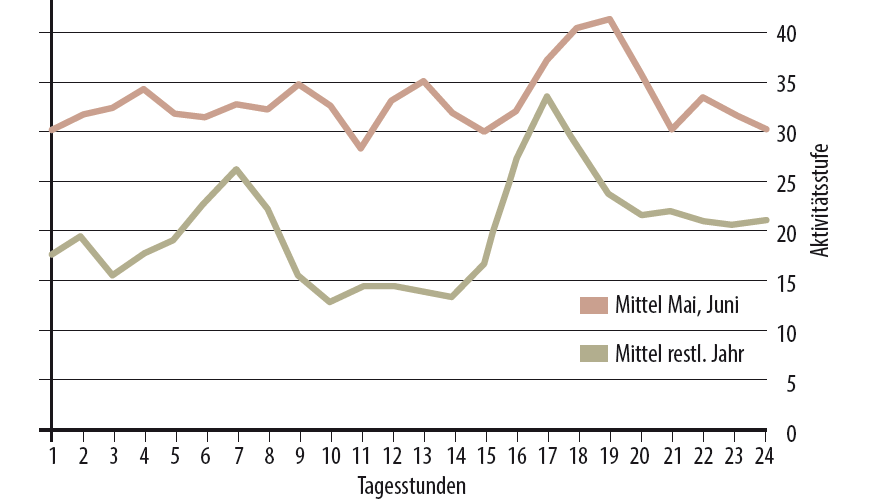 40
35
30
25
20
15
10
5
0
Aktivitätsstufe
Mittel Mai, Juni
Mittel restl. Jahr
1 2 3 4 5 6 7 8 9 10 11 12 13 14 15 16 17 18 19 20 21 22 23 24
Tagesstunden